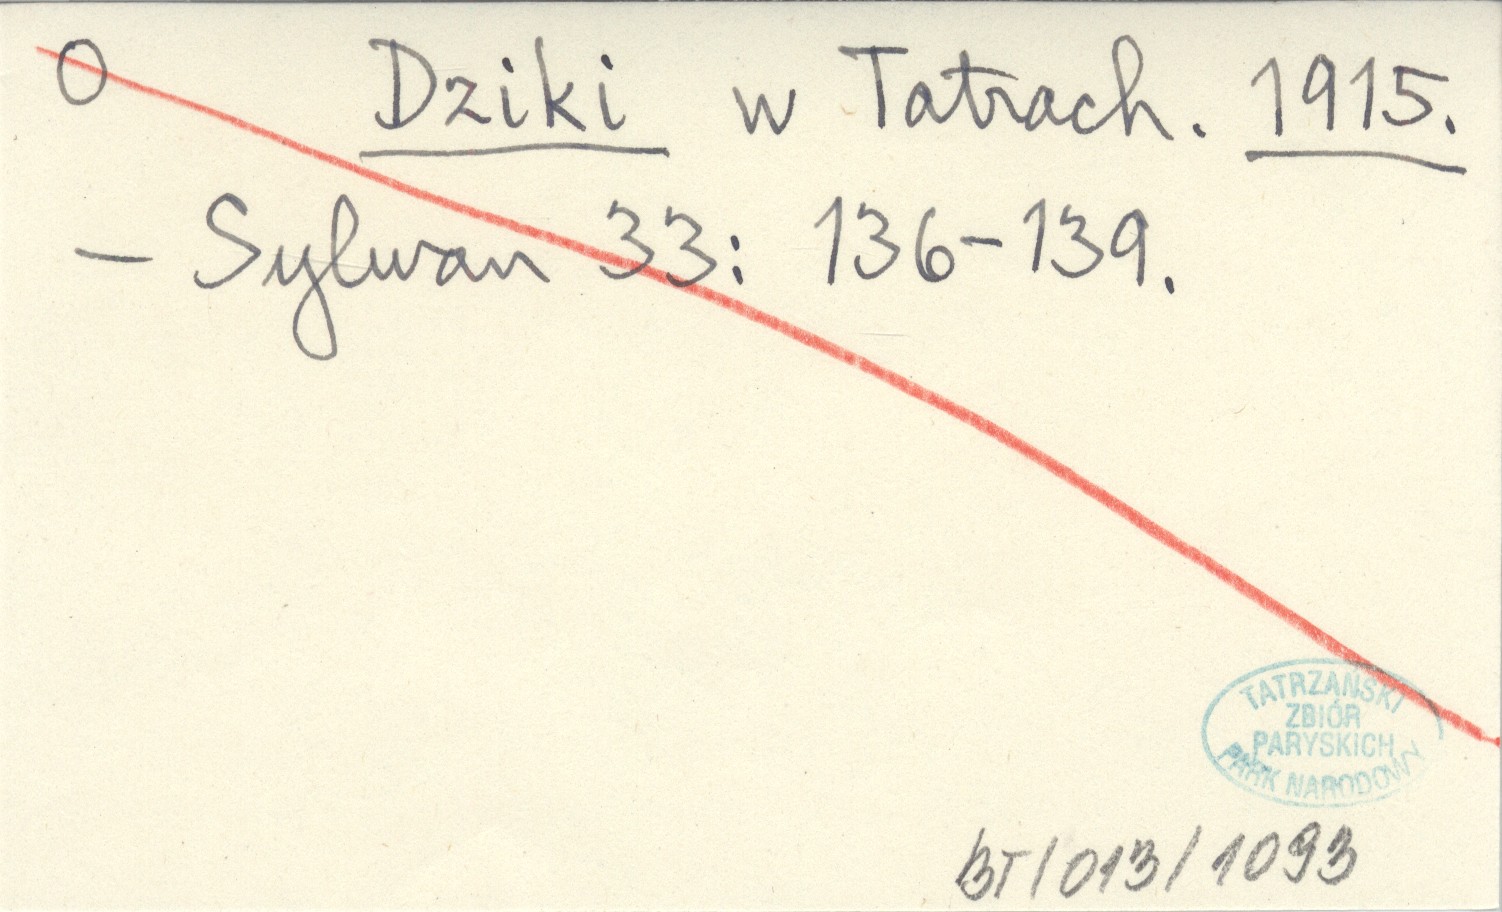 O Dziki w Tatrach. 1915.
— Sylwan 33: 136-139.
TATRZAŃSKI
ZBIÓR
PARYSKICH
PARK NARODOWY
BT/013/1093